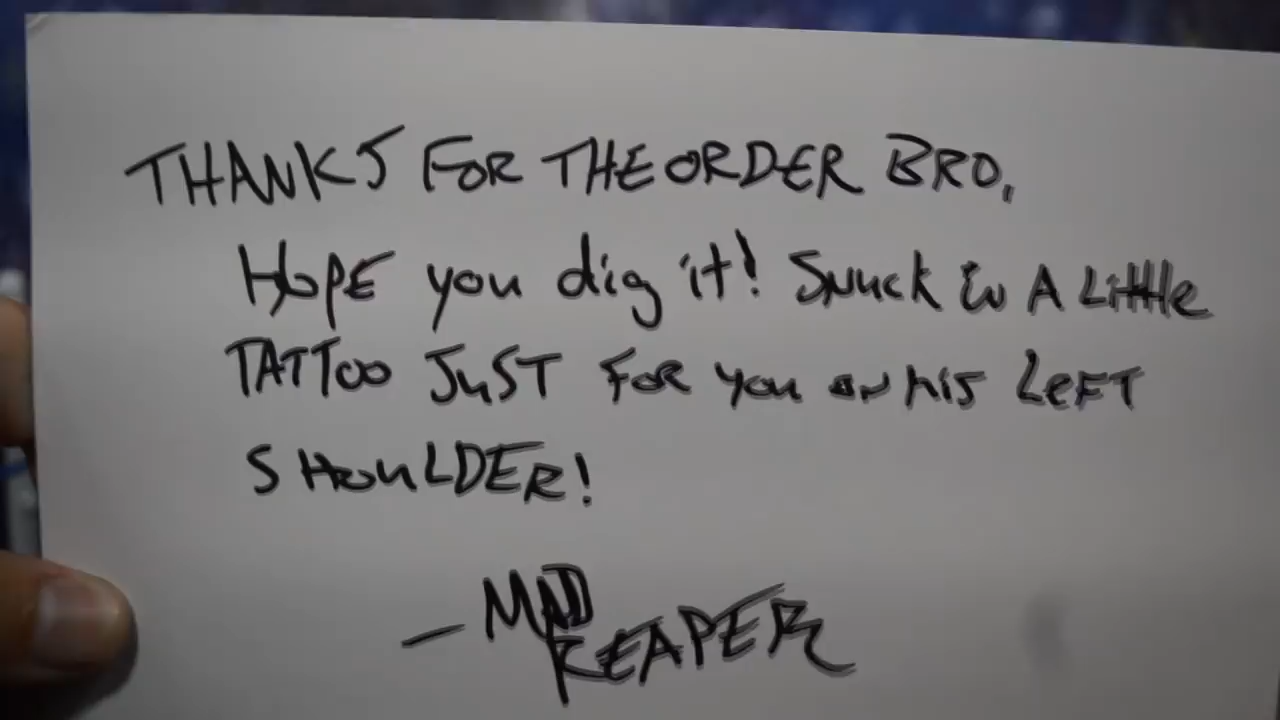 THANKS FOR THE ORDER BRO,
HOPE you dig it! SNUCK IN A LITTLE
TATTOO JUST FOR YOU ON HIS LEFT
SHOULDER!
— MAD
REAPER